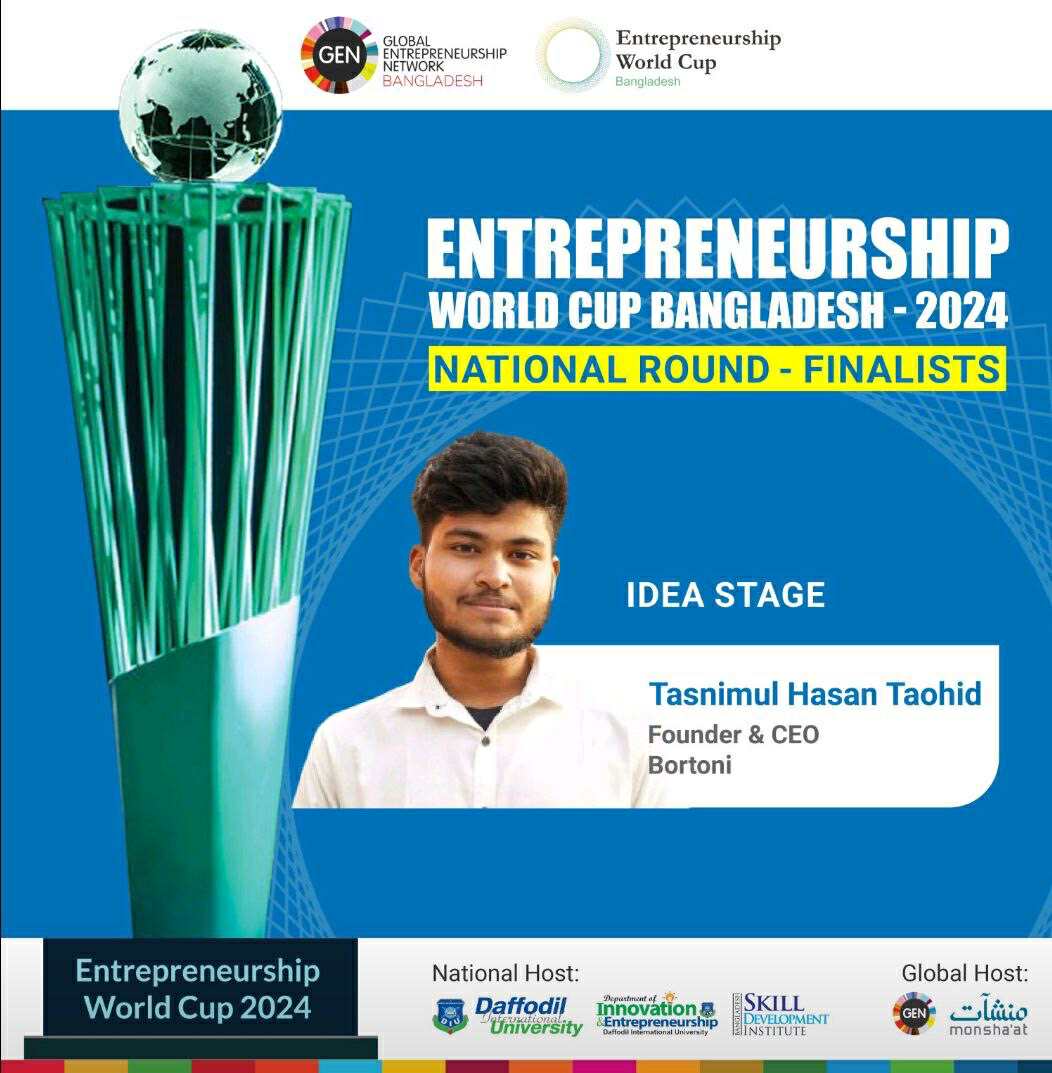 GEN
GLOBAL
ENTREPRENEURSHIP
NETWORK
BANGLADESH
Entrepreneurship
World Cup
Bangladesh
ENTREPRENEURSHIP
WORLD CUP BANGLADESH - 2024
NATIONAL ROUND - FINALISTS
IDEA STAGE
Tasnimul Hasan Taohid
Founder & CEO
Bortoni
Entrepreneurship
World Cup 2024
National Host:
DIU
Daffodil
International
University
Department of
Innovation
&Entrepreneurship
Daffodil International University
BANGLADESH
SKILL
DEVELOPMENT
INSTITUTE
Global Host:
GEN
منشآت
monsha'at